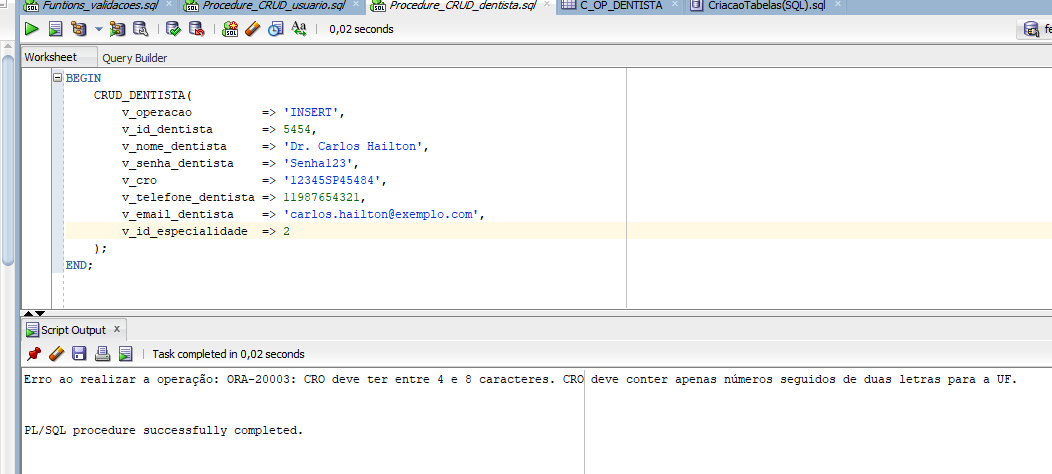 Funtions_validacoes.sql Procedure_CRUD_usuario.sql Procedure_CRUD_dentista.sql C_OP_DENTISTA CriacaoTabelas(SQL).sql
0,02 seconds
Worksheet Query Builder
BEGIN
CRUD_DENTISTA(
v_operacao => 'INSERT',
v_id_dentista => 5454,
v_nome_dentista => 'Dr. Carlos Hailton',
v_senha_dentista => 'Senha123',
v_cro => '12345SP45484',
v_telefone_dentista => 11987654321,
v_email_dentista => 'carlos.hailton@exemplo.com',
v_id_especialidade => 2
);
END;
Script Output x
Task completed in 0,02 seconds
Erro ao realizar a operação: ORA-20003: CRO deve ter entre 4 e 8 caracteres. CRO deve conter apenas números seguidos de duas letras para a UF.
PL/SQL procedure successfully completed.